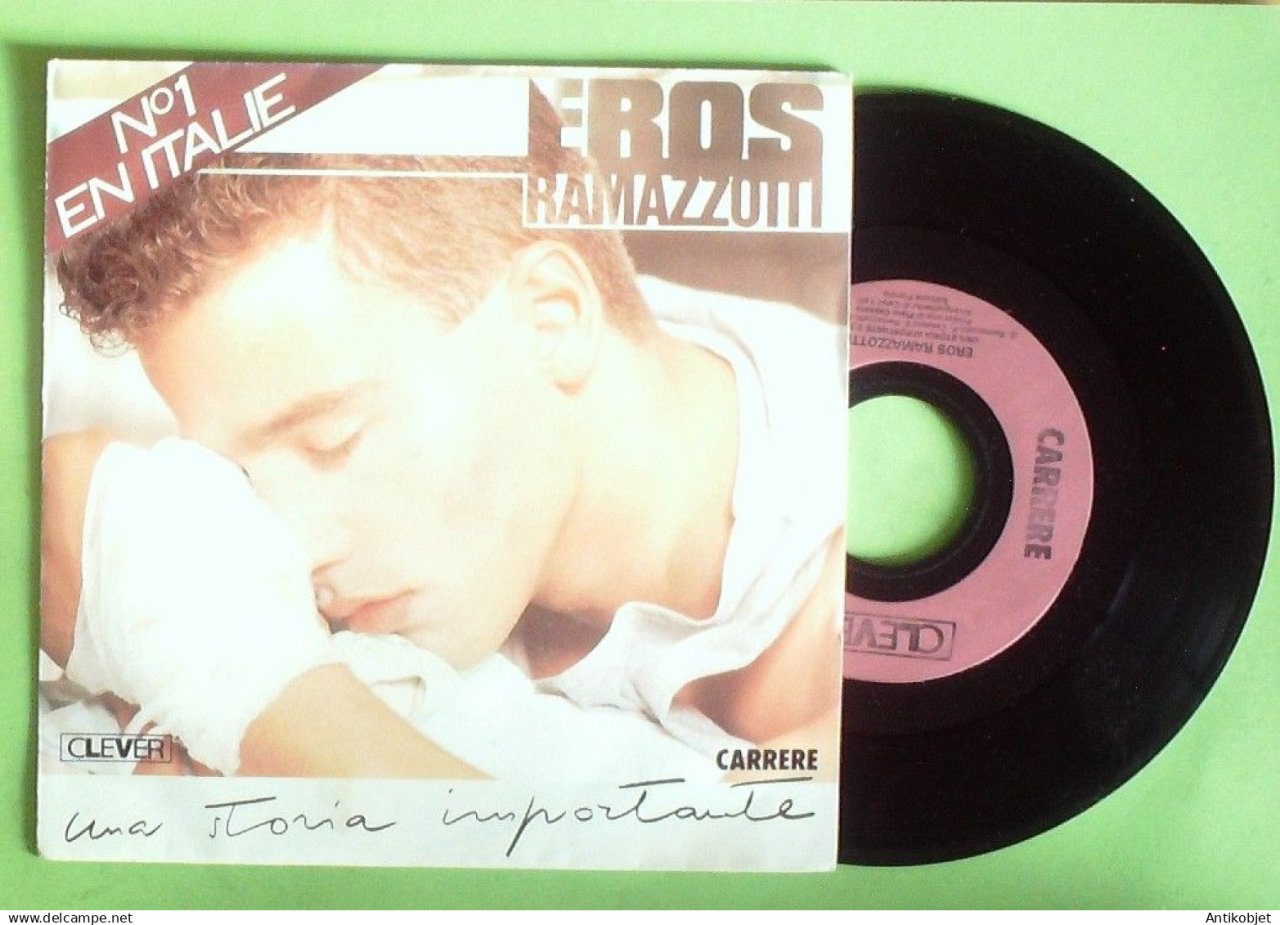 N°1
EN ITALIE
EROS
RAMAZZOTTI
CLEVER
CARRERE
una storia importante
EROS RAMAZZOTTI
CARRERE
CLEVER
www.delcampe.net
Antikobjet